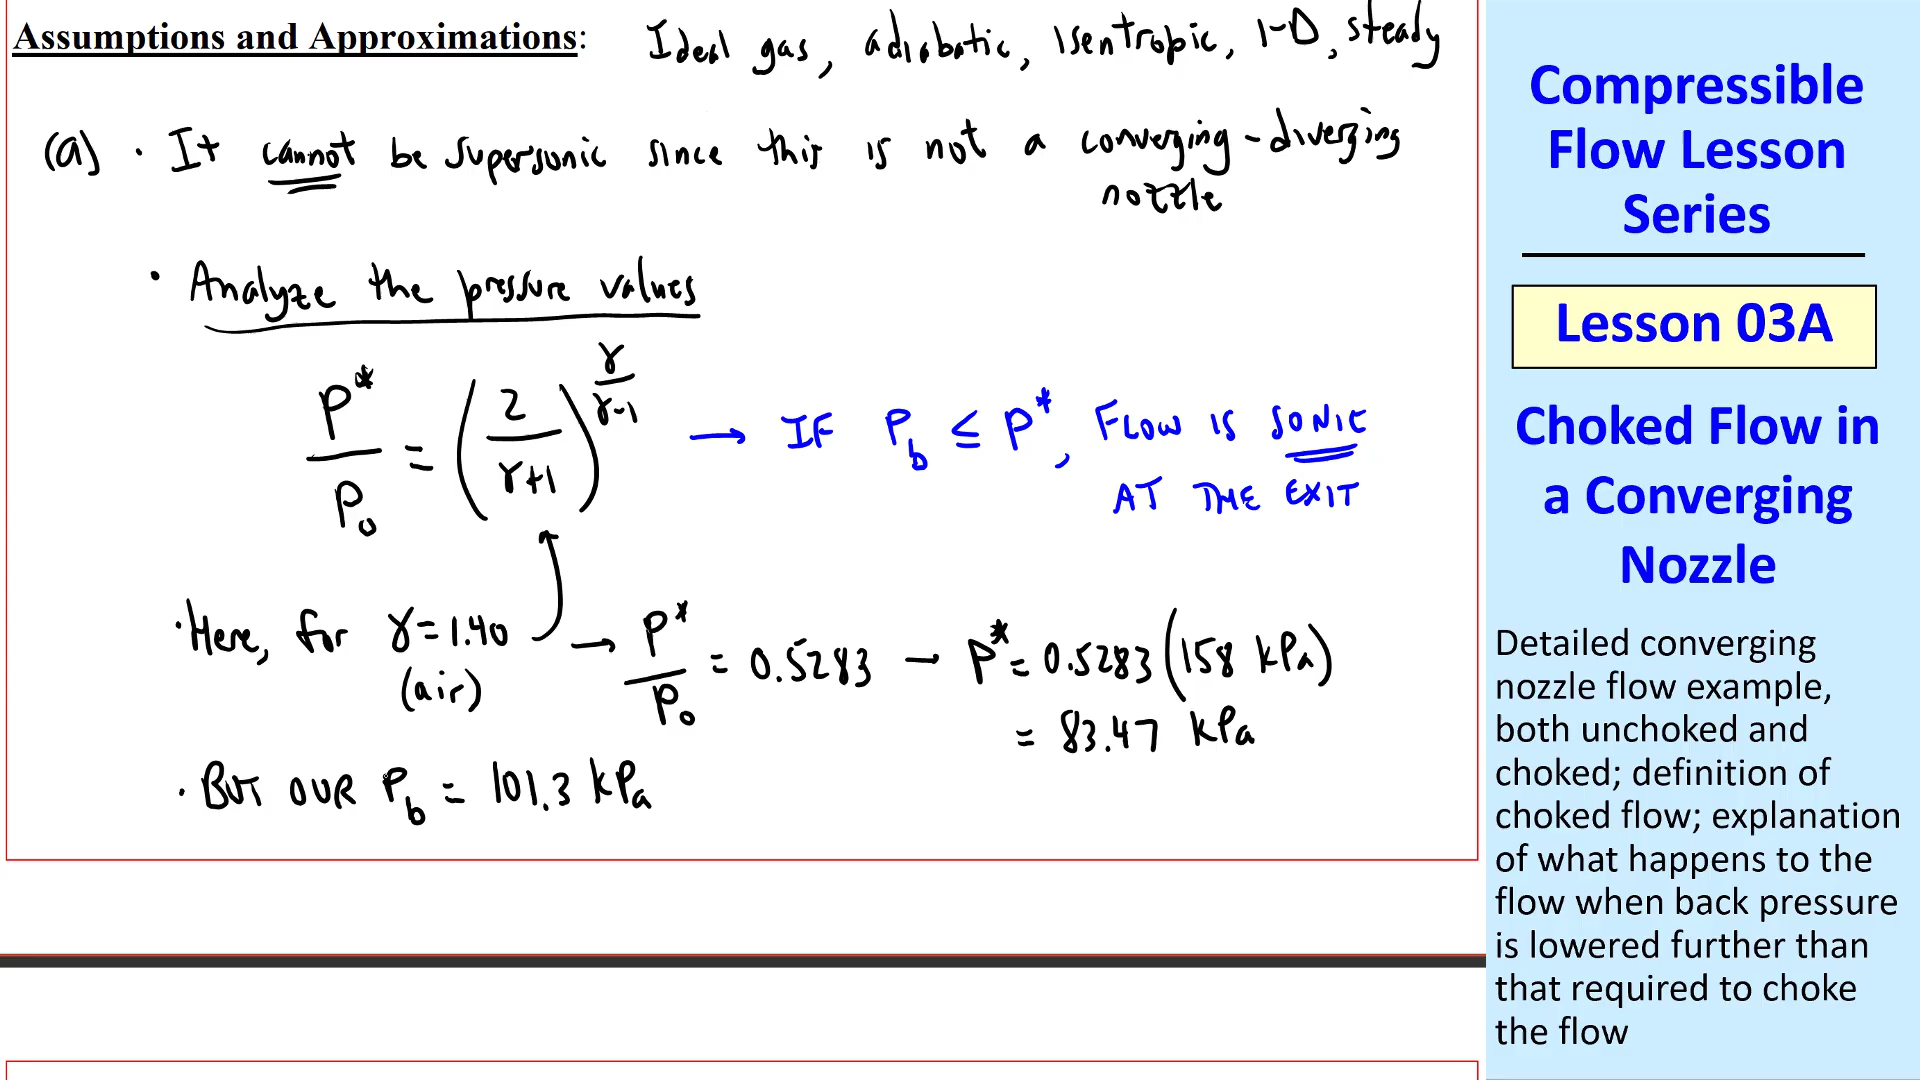 Assumptions and Approximations: Ideal gas, adiabatic, isentropic, 1-D, steady
(a) · It cannot be supersonic since this is not a converging-diverging
nozzle
· Analyze the pressure values
P*/P₀ = (2/(γ+1))^(γ/(γ-1)) → IF P_b ≤ P*, FLOW IS SONIC
AT THE EXIT
· Here, for γ=1.40 → P*/P₀ = 0.5283 → P* = 0.5283 (158 kPa)
(air)
= 83.47 kPa
· BUT OUR P_b = 101.3 kPa
Compressible
Flow Lesson
Series
Lesson 03A
Choked Flow in
a Converging
Nozzle
Detailed converging
nozzle flow example,
both unchoked and
choked; definition of
choked flow; explanation
of what happens to the
flow when back pressure
is lowered further than
that required to choke
the flow